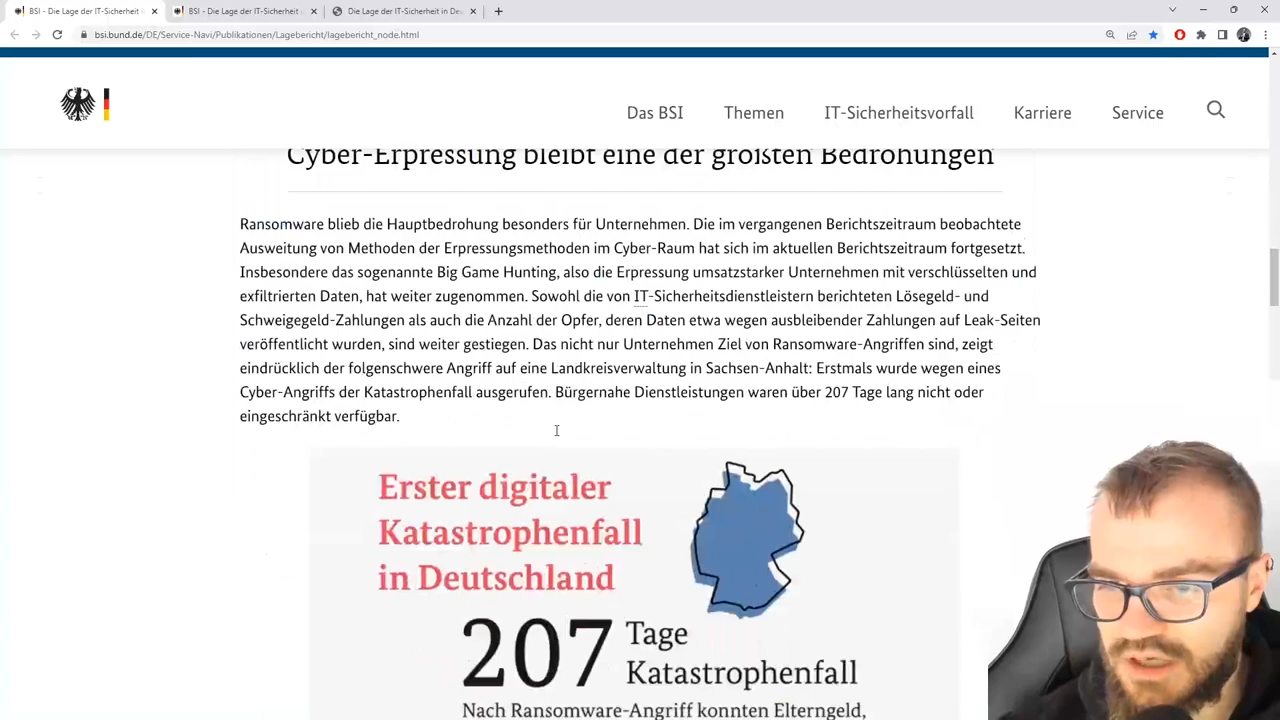 BSI - Die Lage der IT-Sicherheit in
BSI - Die Lage der IT-Sicherheit in
Die Lage der IT-Sicherheit in De
bsi.bund.de/DE/Service-Navi/Publikationen/Lagebericht/lagebericht_node.html
Das BSI
Themen
IT-Sicherheitsvorfall
Karriere
Service
Cyber-Erpressung bleibt eine der größten Bedrohungen
Ransomware blieb die Hauptbedrohung besonders für Unternehmen. Die im vergangenen Berichtszeitraum beobachtete
Ausweitung von Methoden der Erpressungsmethoden im Cyber-Raum hat sich im aktuellen Berichtszeitraum fortgesetzt.
Insbesondere das sogenannte Big Game Hunting, also die Erpressung umsatzstarker Unternehmen mit verschlüsselten und
exfiltrierten Daten, hat weiter zugenommen. Sowohl die von IT-Sicherheitsdienstleistern berichteten Lösegeld- und
Schweigegeld-Zahlungen als auch die Anzahl der Opfer, deren Daten etwa wegen ausbleibender Zahlungen auf Leak-Seiten
veröffentlicht wurden, sind weiter gestiegen. Das nicht nur Unternehmen Ziel von Ransomware-Angriffen sind, zeigt
eindrücklich der folgenschwere Angriff auf eine Landkreisverwaltung in Sachsen-Anhalt: Erstmals wurde wegen eines
Cyber-Angriffs der Katastrophenfall ausgerufen. Bürgernahe Dienstleistungen waren über 207 Tage lang nicht oder
eingeschränkt verfügbar.
Erster digitaler
Katastrophenfall
in Deutschland
207 Tage
Katastrophenfall
Nach Ransomware-Angriff konnten Elterngeld,